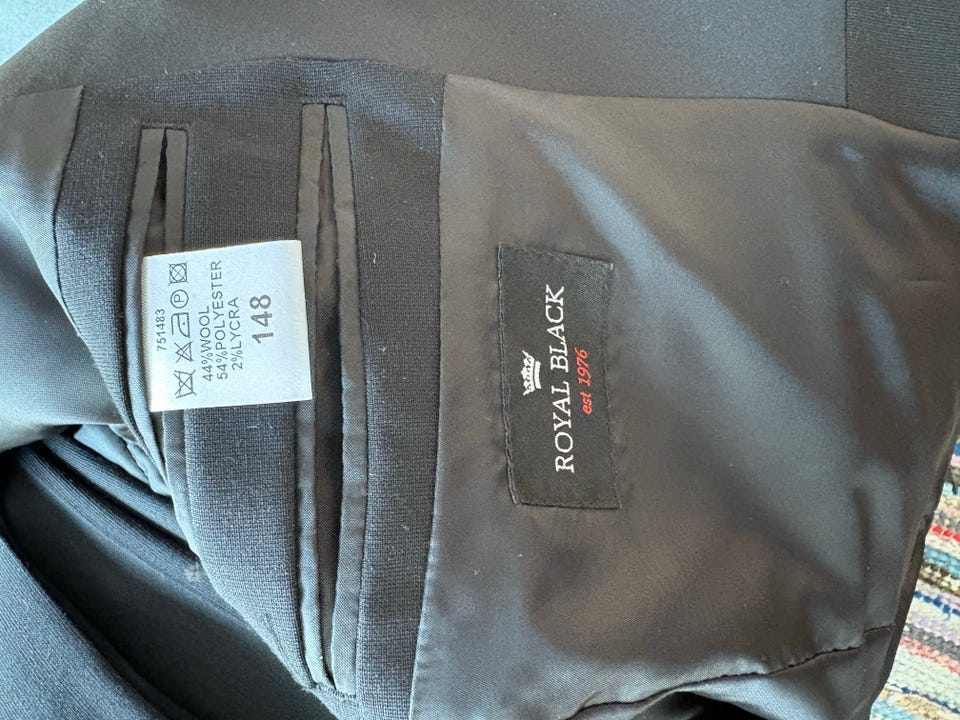 751483
P
44%WOOL
54%POLYESTER
2%LYCRA
148
ROYAL BLACK
est 1976